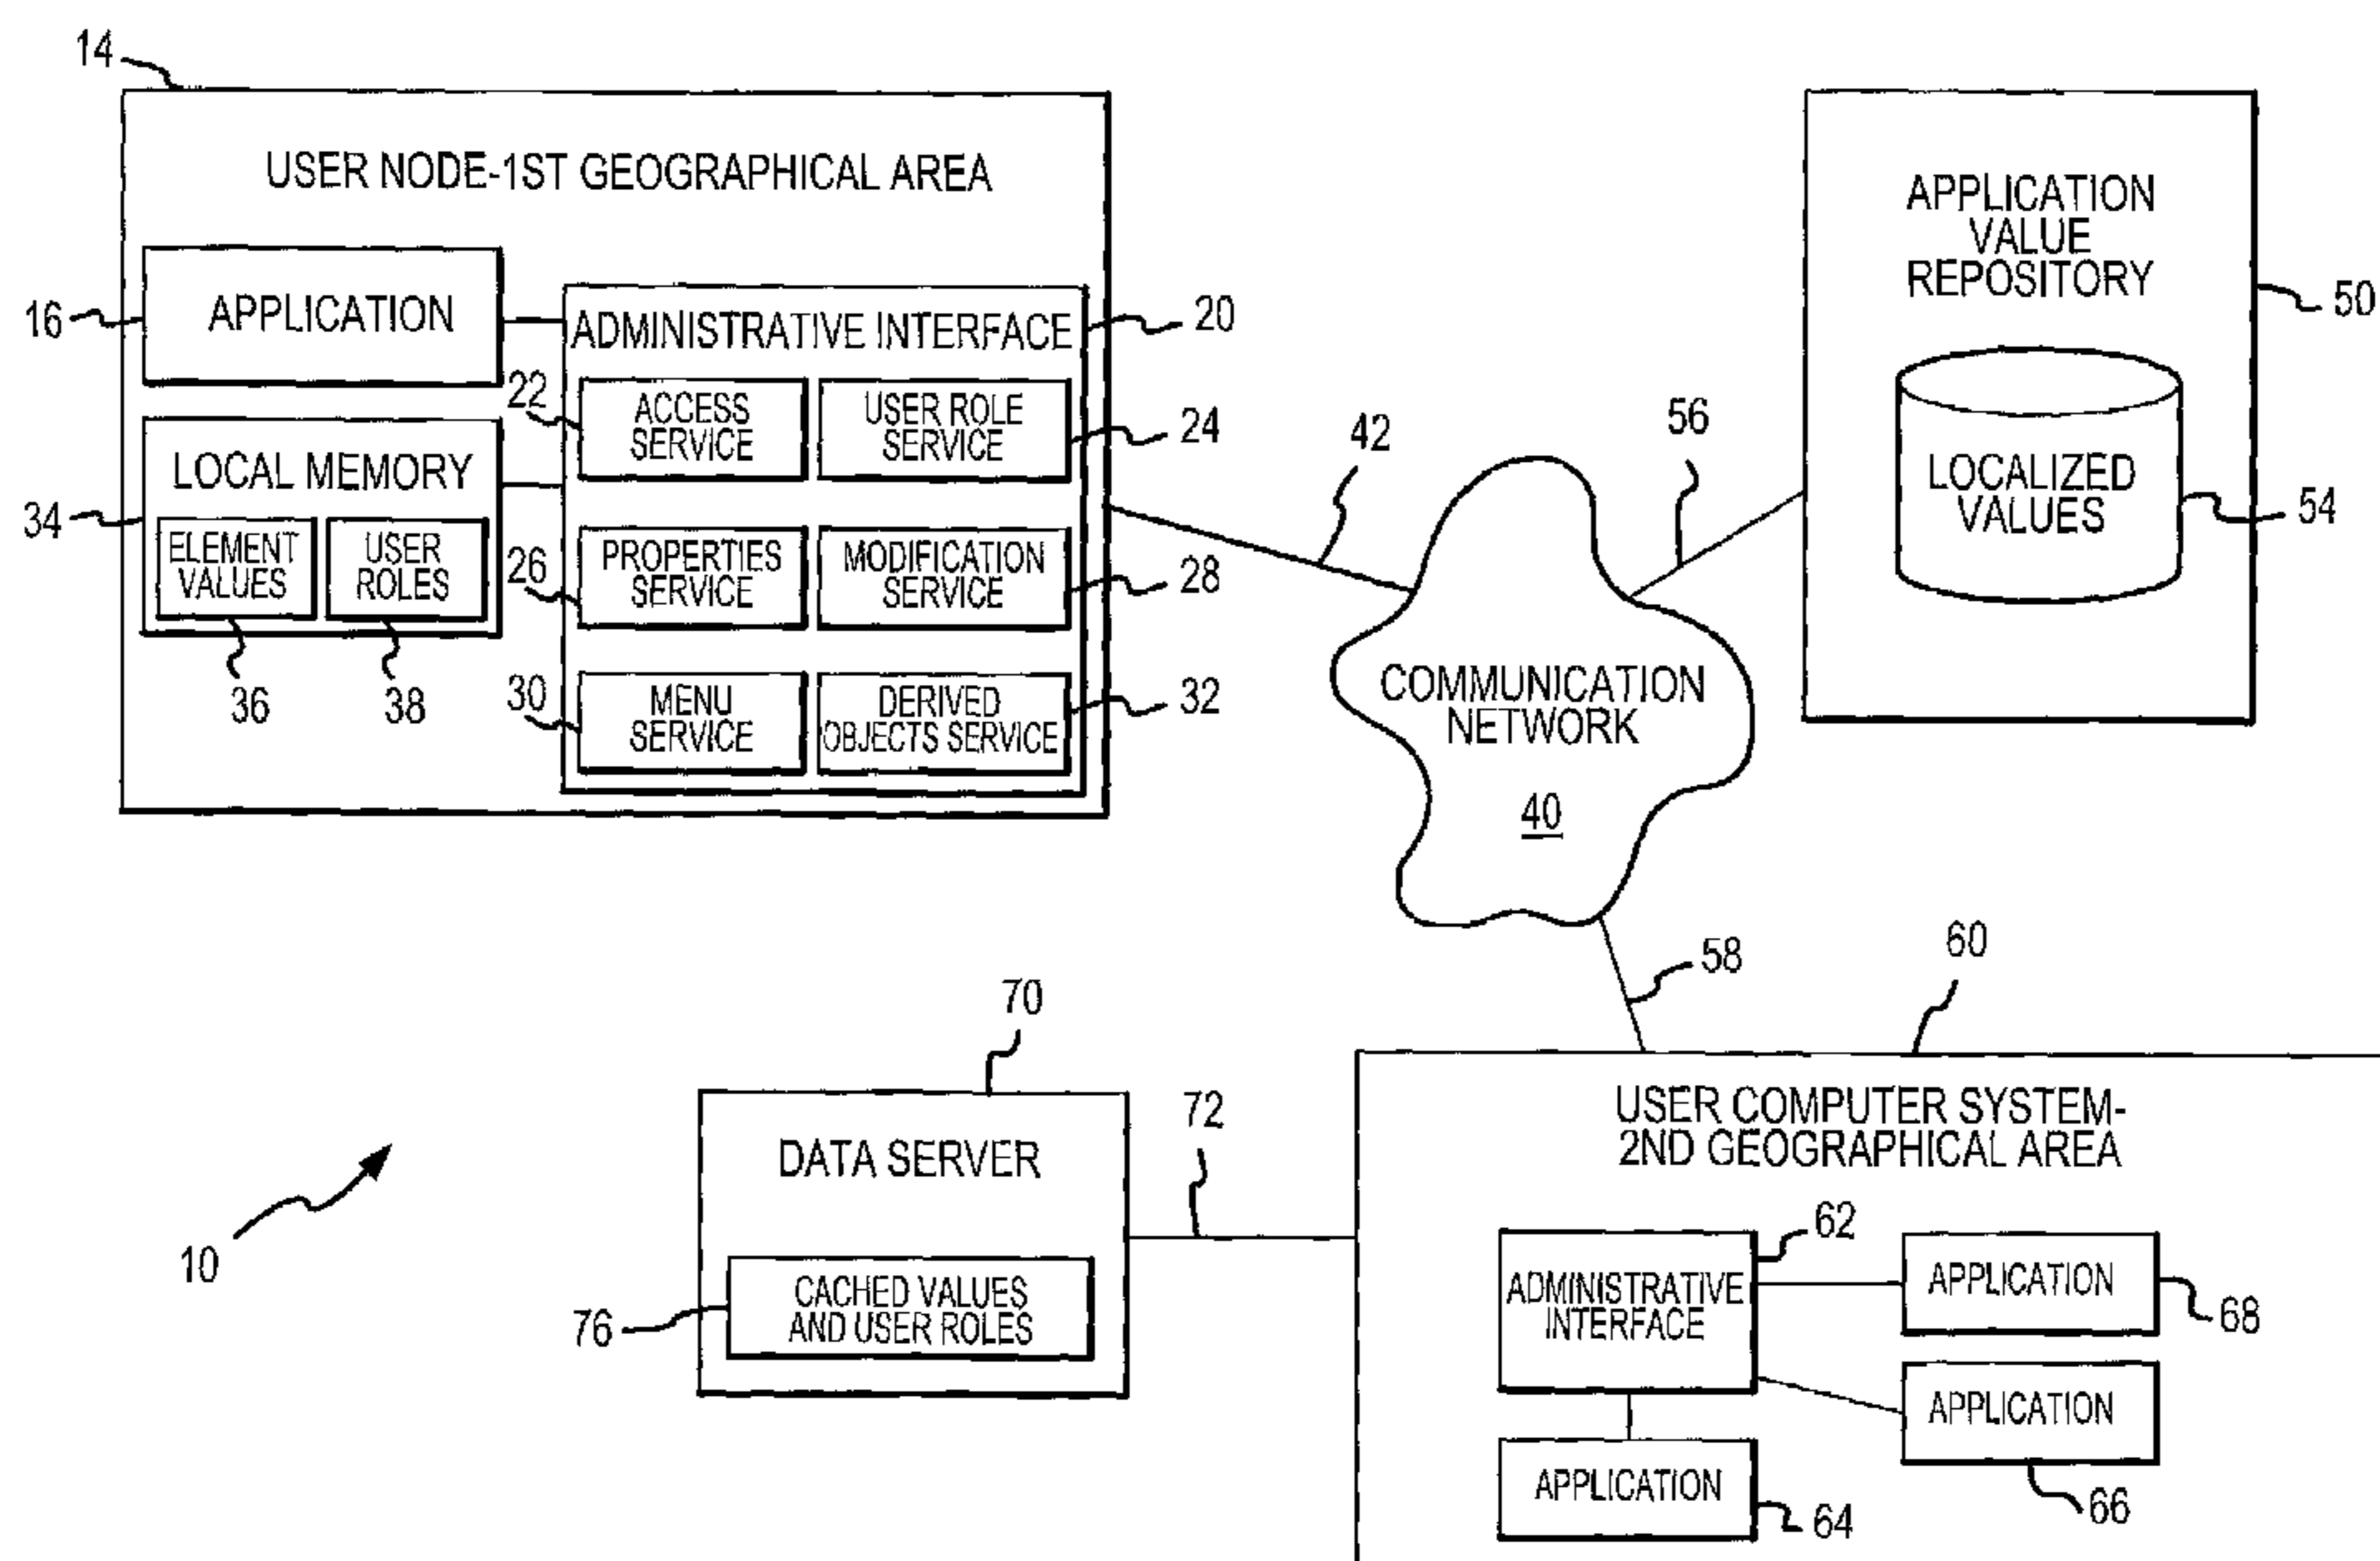 14
USER NODE-1ST GEOGRAPHICAL AREA
16
APPLICATION
ADMINISTRATIVE INTERFACE
20
22
ACCESS
SERVICE
USER ROLE
SERVICE
24
LOCAL MEMORY
34
ELEMENT
VALUES
USER
ROLES
36
38
26
PROPERTIES
SERVICE
MODIFICATION
SERVICE
28
30
MENU
SERVICE
DERIVED
OBJECTS SERVICE
32
42
56
COMMUNICATION
NETWORK
40
APPLICATION
VALUE
REPOSITORY
50
LOCALIZED
VALUES
54
58
60
10
70
DATA SERVER
72
76
CACHED VALUES
AND USER ROLES
USER COMPUTER SYSTEM-
2ND GEOGRAPHICAL AREA
62
ADMINISTRATIVE
INTERFACE
APPLICATION
68
APPLICATION
66
APPLICATION
64